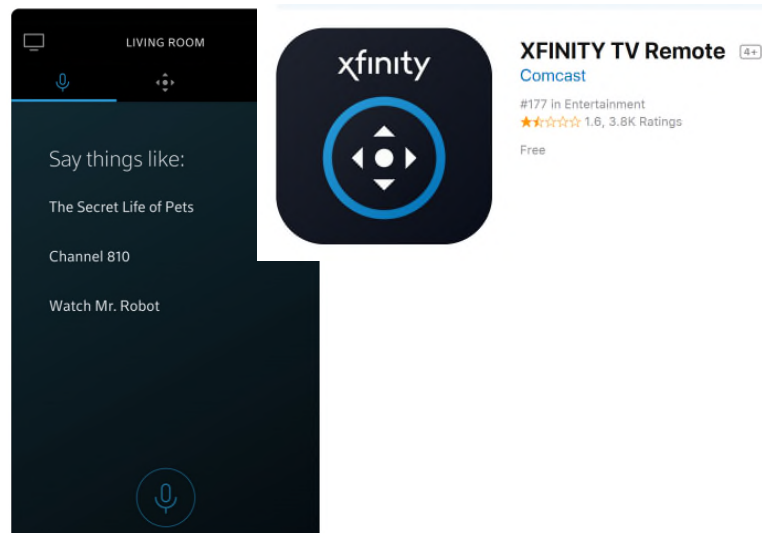 LIVING ROOM
Say things like:
The Secret Life of Pets
Channel 810
Watch Mr. Robot
xfinity
XFINITY TV Remote 4+
Comcast
#177 in Entertainment
1.6, 3.8K Ratings
Free